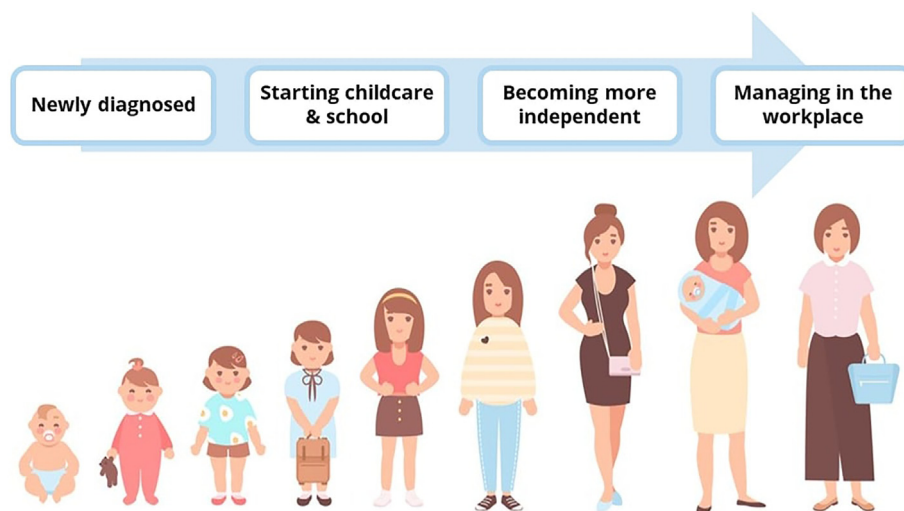 Newly diagnosed
Starting childcare
& school
Becoming more
independent
Managing in the
workplace